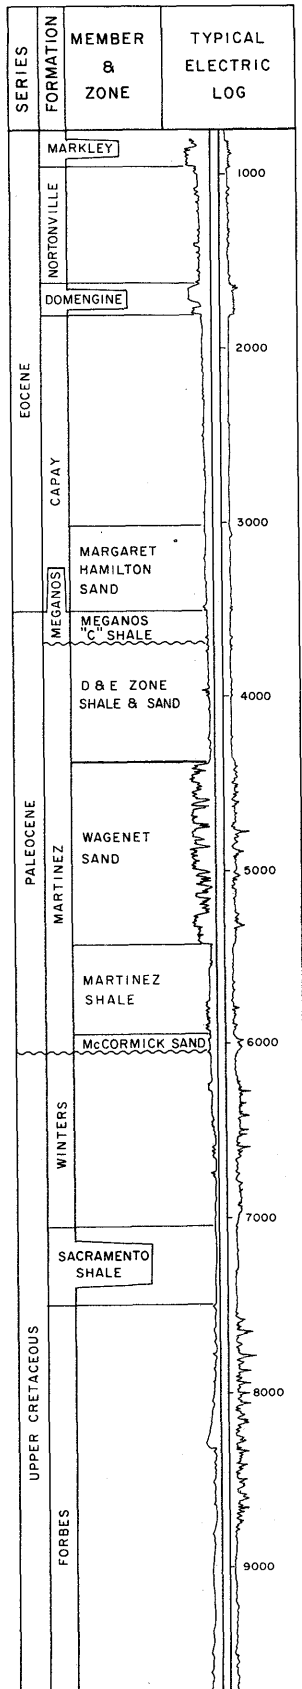 SERIES
FORMATION
MEMBER
&
ZONE
TYPICAL
ELECTRIC
LOG
MARKLEY
1000
NORTONVILLE
DOMENGINE
2000
EOCENE
CAPAY
3000
MARGARET
HAMILTON
SAND
MEGANOS
MEGANOS
"C" SHALE
D & E ZONE
SHALE & SAND
4000
PALEOCENE
MARTINEZ
WAGENET
SAND
5000
MARTINEZ
SHALE
McCORMICK SAND
6000
WINTERS
7000
SACRAMENTO
SHALE
UPPER CRETACEOUS
8000
FORBES
9000